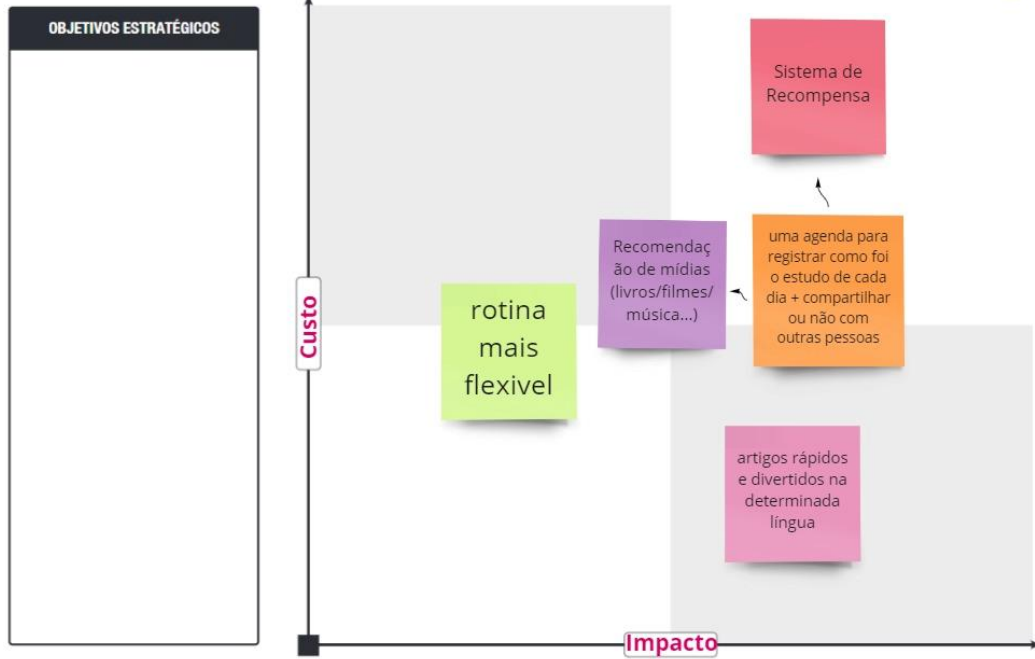 OBJETIVOS ESTRATÉGICOS
Sistema de
Recompensa
uma agenda para
registrar como foi
o estudo de cada
dia + compartilhar
ou não com
outras pessoas
Recomendaç
ão de mídias
(livros/filmes/
música...)
rotina
mais
flexivel
Custo
artigos rápidos
e divertidos na
determinada
língua
Impacto